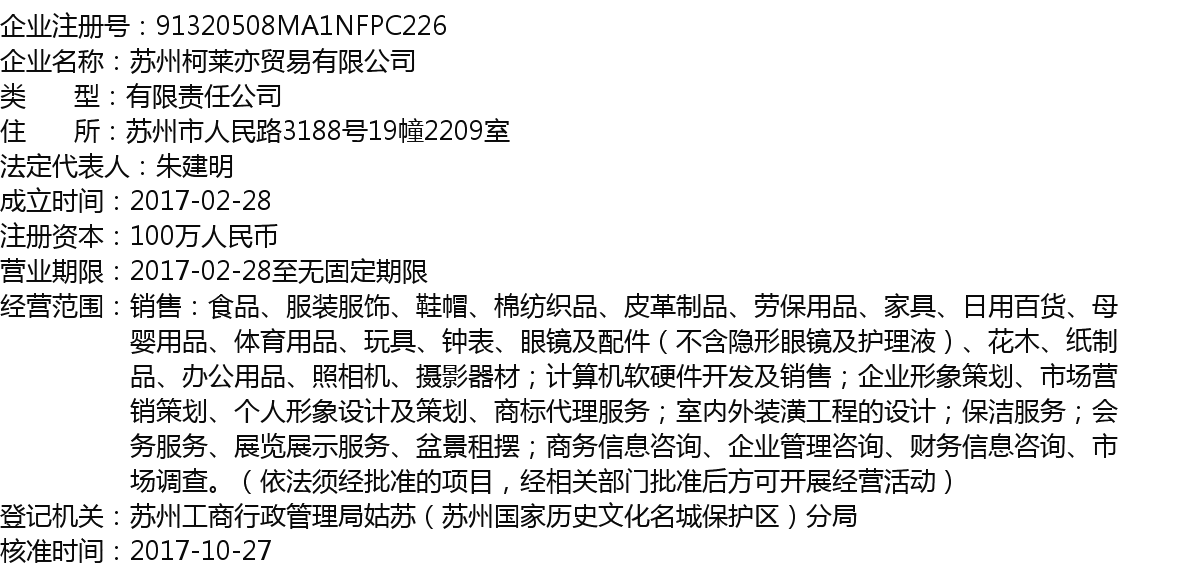 企业注册号：91320508MA1NFPC226
企业名称：苏州柯莱亦贸易有限公司
类　　型：有限责任公司
住　　所：苏州市人民路3188号19幢2209室
法定代表人：朱建明
成立时间：2017-02-28
注册资本：100万人民币
营业期限：2017-02-28至无固定期限
经营范围：销售：食品、服装服饰、鞋帽、棉纺织品、皮革制品、劳保用品、家具、日用百货、母
婴用品、体育用品、玩具、钟表、眼镜及配件（不含隐形眼镜及护理液）、花木、纸制
品、办公用品、照相机、摄影器材；计算机软硬件开发及销售；企业形象策划、市场营
销策划、个人形象设计及策划、商标代理服务；室内外装潢工程的设计；保洁服务；会
务服务、展览展示服务、盆景租摆；商务信息咨询、企业管理咨询、财务信息咨询、市
场调查。（依法须经批准的项目，经相关部门批准后方可开展经营活动）
登记机关：苏州工商行政管理局姑苏（苏州国家历史文化名城保护区）分局
核准时间：2017-10-27